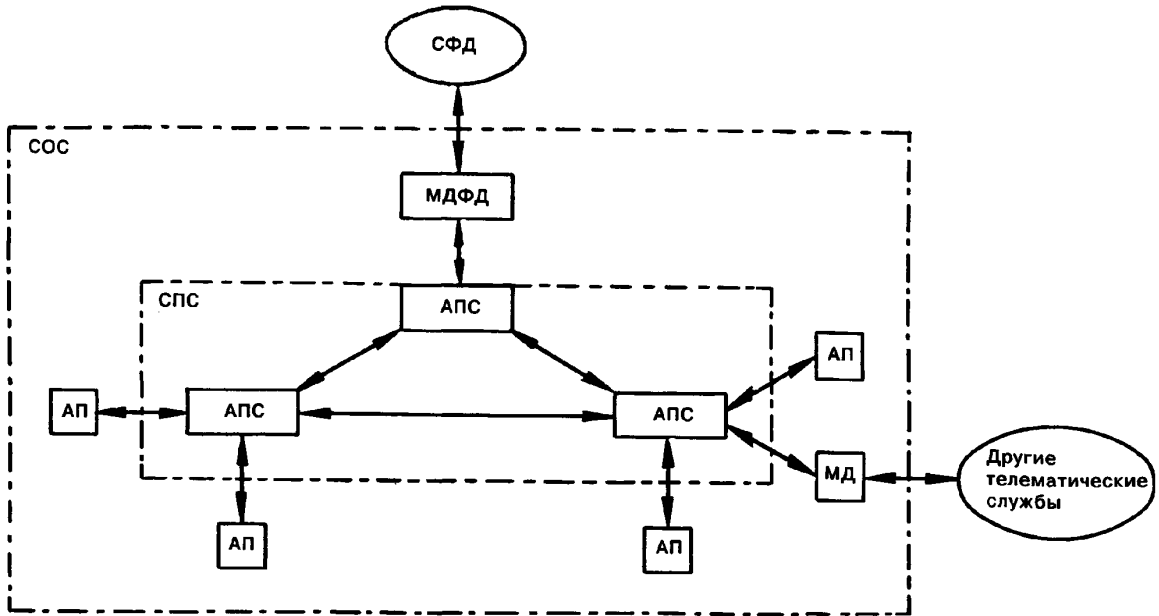 СФД
СОС
МДФД
СПС
АПС
АП
АП
АПС
АПС
МД
Другие
телематические
службы
АП
АП